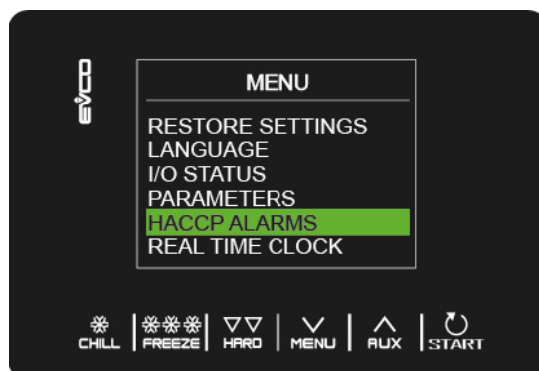 EVCO
MENU
RESTORE SETTINGS
LANGUAGE
I/O STATUS
PARAMETERS
HACCP ALARMS
REAL TIME CLOCK
CHILL
FREEZE
HARD
MENU
AUX
START